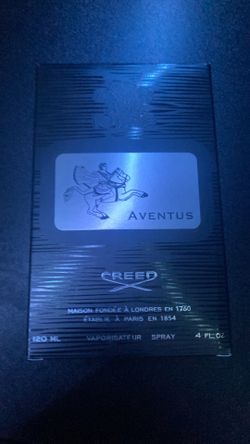 AVENTUS
CREED
MAISON FONDÉE À LONDRES EN 1760
ÉTABLIE À PARIS EN 1854
120 ML VAPORISATEUR SPRAY 4 FL.OZ